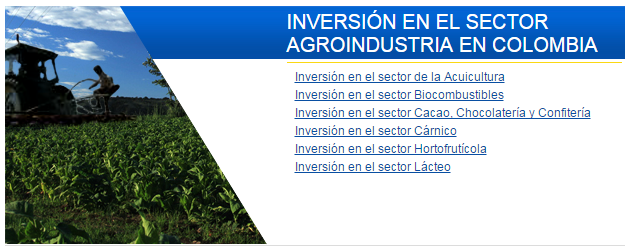 INVERSIÓN EN EL SECTOR
AGROINDUSTRIA EN COLOMBIA
Inversión en el sector de la Acuicultura
Inversión en el sector Biocombustibles
Inversión en el sector Cacao, Chocolatería y Confitería
Inversión en el sector Cárnico
Inversión en el sector Hortofrutícola
Inversión en el sector Lácteo